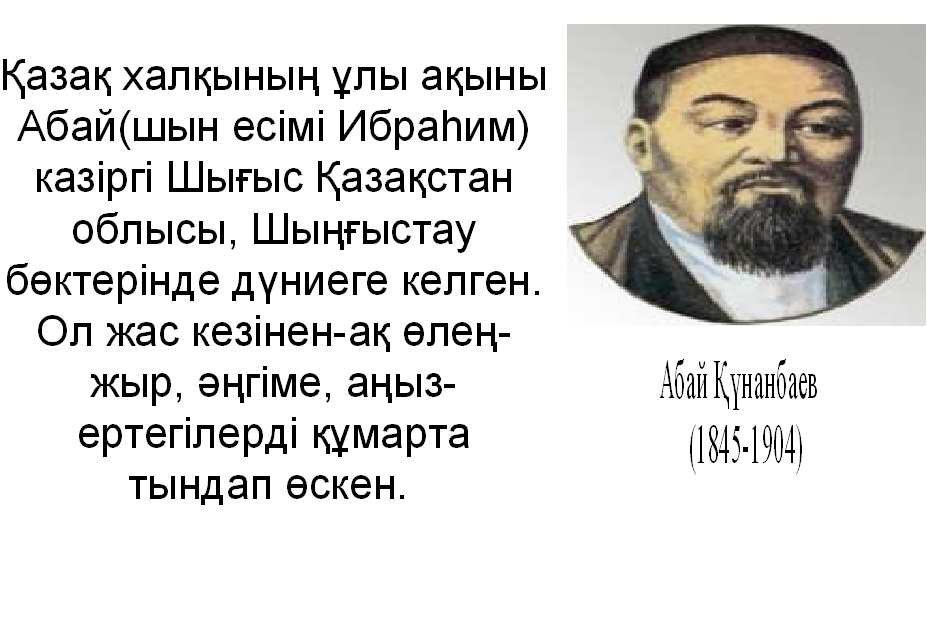 Қазақ халқының ұлы ақыны
Абай(шын есімі Ибраһим)
казіргі Шығыс Қазақстан
облысы, Шыңғыстау
бөктерінде дүниеге келген.
Ол жас кезінен-ақ өлең-
жыр, әңгіме, аңыз-
ертегілерді құмарта
тындап өскен.
Абай Құнанбаев
(1845-1904)